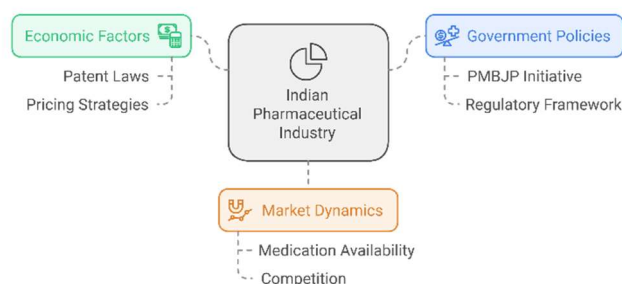 Economic Factors
Patent Laws
Pricing Strategies
Indian
Pharmaceutical
Industry
Government Policies
PMBJP Initiative
Regulatory Framework
Market Dynamics
Medication Availability
Competition